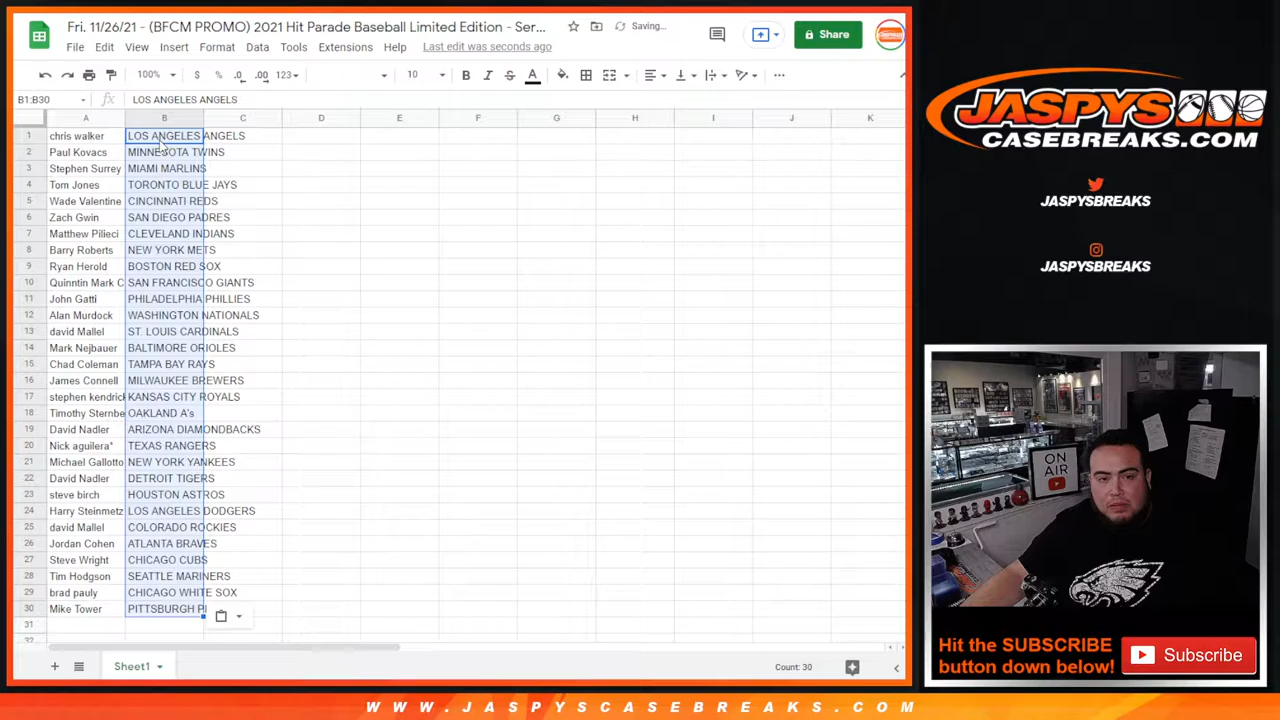 Fri. 11/26/21 - (BFCM PROMO) 2021 Hit Parade Baseball Limited Edition - Ser...
Saving...
File Edit View Insert Format Data Tools Extensions Help Last edit was seconds ago
Share
100% $ % .0 .00 123 10 B I S A
B1:B30 fx LOS ANGELES ANGELS
A B C D E F G H I J K
1 chris walker LOS ANGELES ANGELS
2 Paul Kovacs MINNESOTA TWINS
3 Stephen Surrey MIAMI MARLINS
4 Tom Jones TORONTO BLUE JAYS
5 Wade Valentine CINCINNATI REDS
6 Zach Gwin SAN DIEGO PADRES
7 Matthew Pilieci CLEVELAND INDIANS
8 Barry Roberts NEW YORK METS
9 Ryan Herold BOSTON RED SOX
10 Quinntin Mark C SAN FRANCISCO GIANTS
11 John Gatti PHILADELPHIA PHILLIES
12 Alan Murdock WASHINGTON NATIONALS
13 david Mallel ST. LOUIS CARDINALS
14 Mark Nejbauer BALTIMORE ORIOLES
15 Chad Coleman TAMPA BAY RAYS
16 James Connell MILWAUKEE BREWERS
17 stephen kendrick KANSAS CITY ROYALS
18 Timothy Sternbe OAKLAND A's
19 David Nadler ARIZONA DIAMONDBACKS
20 Nick aguilera* TEXAS RANGERS
21 Michael Gallotto NEW YORK YANKEES
22 David Nadler DETROIT TIGERS
23 steve birch HOUSTON ASTROS
24 Harry Steinmetz LOS ANGELES DODGERS
25 david Mallel COLORADO ROCKIES
26 Jordan Cohen ATLANTA BRAVES
27 Steve Wright CHICAGO CUBS
28 Tim Hodgson SEATTLE MARINERS
29 brad pauly CHICAGO WHITE SOX
30 Mike Tower PITTSBURGH PI
31
32
Sheet1
Count: 30
JASPYS
CASEBREAKS.COM
JASPYSBREAKS
JASPYSBREAKS
ON
AIR
Hit the SUBSCRIBE
button down below!
Subscribe
WWW.JASPYSCASEBREAKS.COM